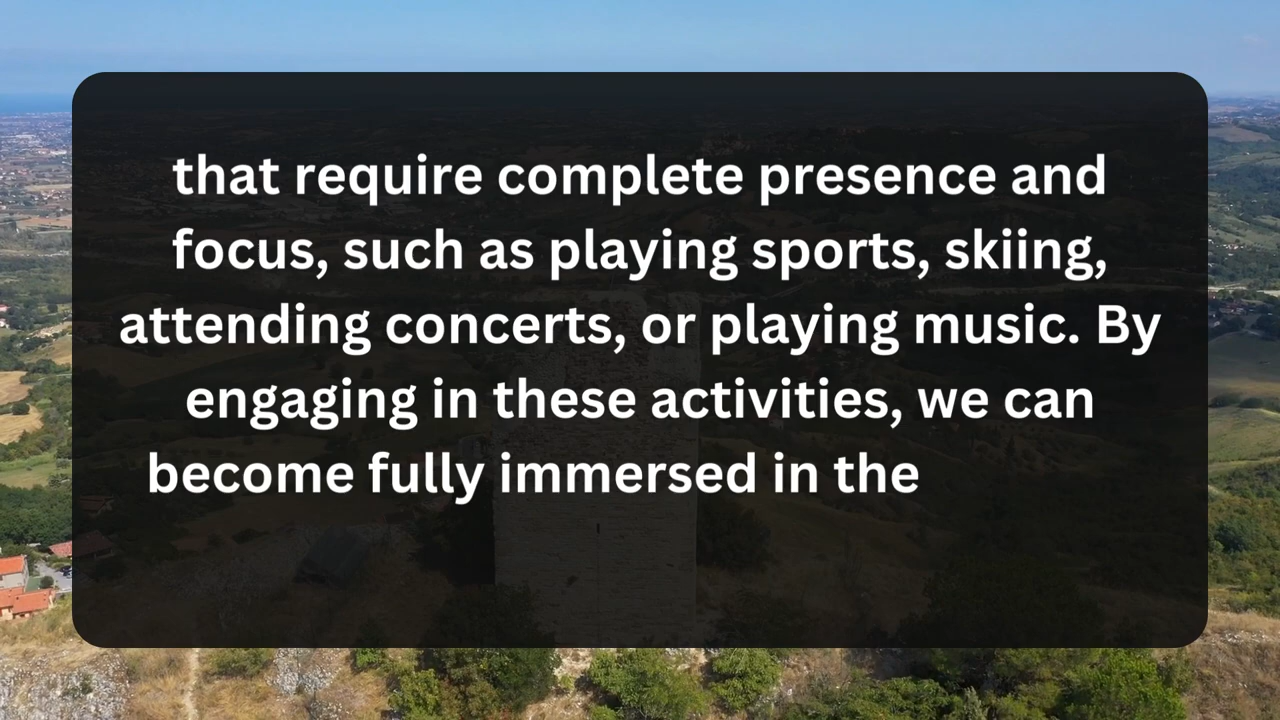 that require complete presence and
focus, such as playing sports, skiing,
attending concerts, or playing music. By
engaging in these activities, we can
become fully immersed in the